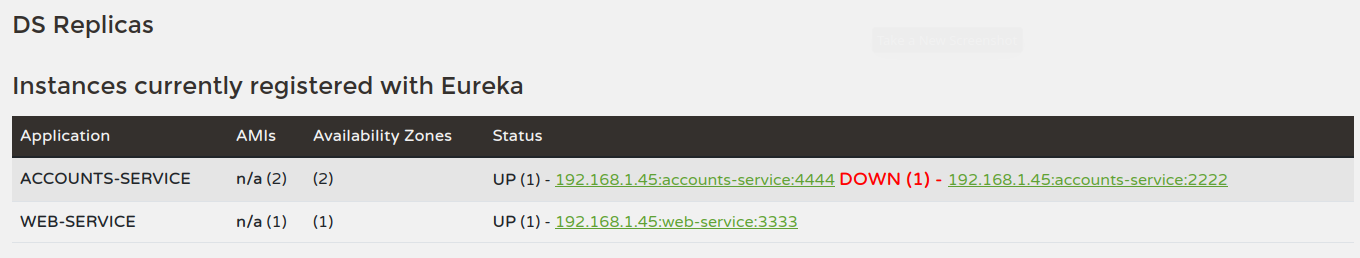 DS Replicas
Instances currently registered with Eureka
Application AMIs Availability Zones Status
ACCOUNTS-SERVICE n/a (2) (2) UP (1) - 192.168.1.45:accounts-service:4444 DOWN (1) - 192.168.1.45:accounts-service:2222
WEB-SERVICE n/a (1) (1) UP (1) - 192.168.1.45:web-service:3333